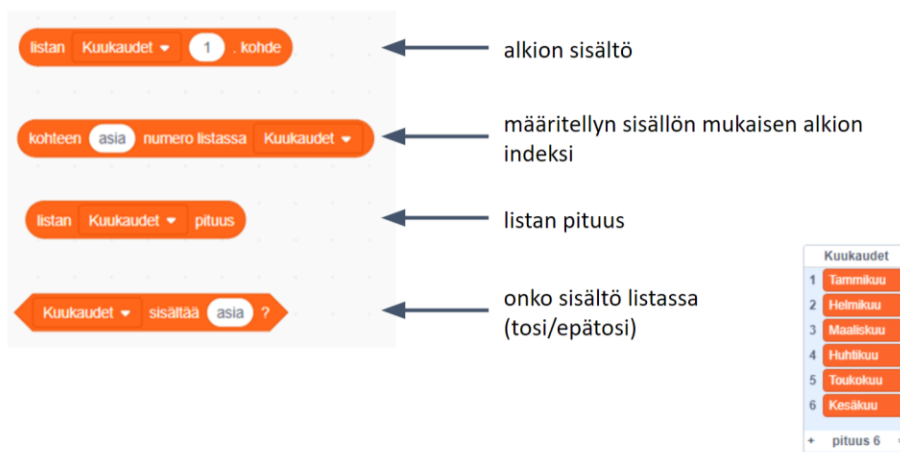 listan Kuukaudet 1 . kohde
alkion sisältö
kohteen asia numero listassa Kuukaudet
määritellyn sisällön mukaisen alkion
indeksi
listan Kuukaudet pituus
listan pituus
Kuukaudet sisältää asia ?
onko sisältö listassa
(tosi/epätosi)
Kuukaudet
1 Tammikuu
2 Helmikuu
3 Maaliskuu
4 Huhtikuu
5 Toukokuu
6 Kesäkuu
+ pituus 6